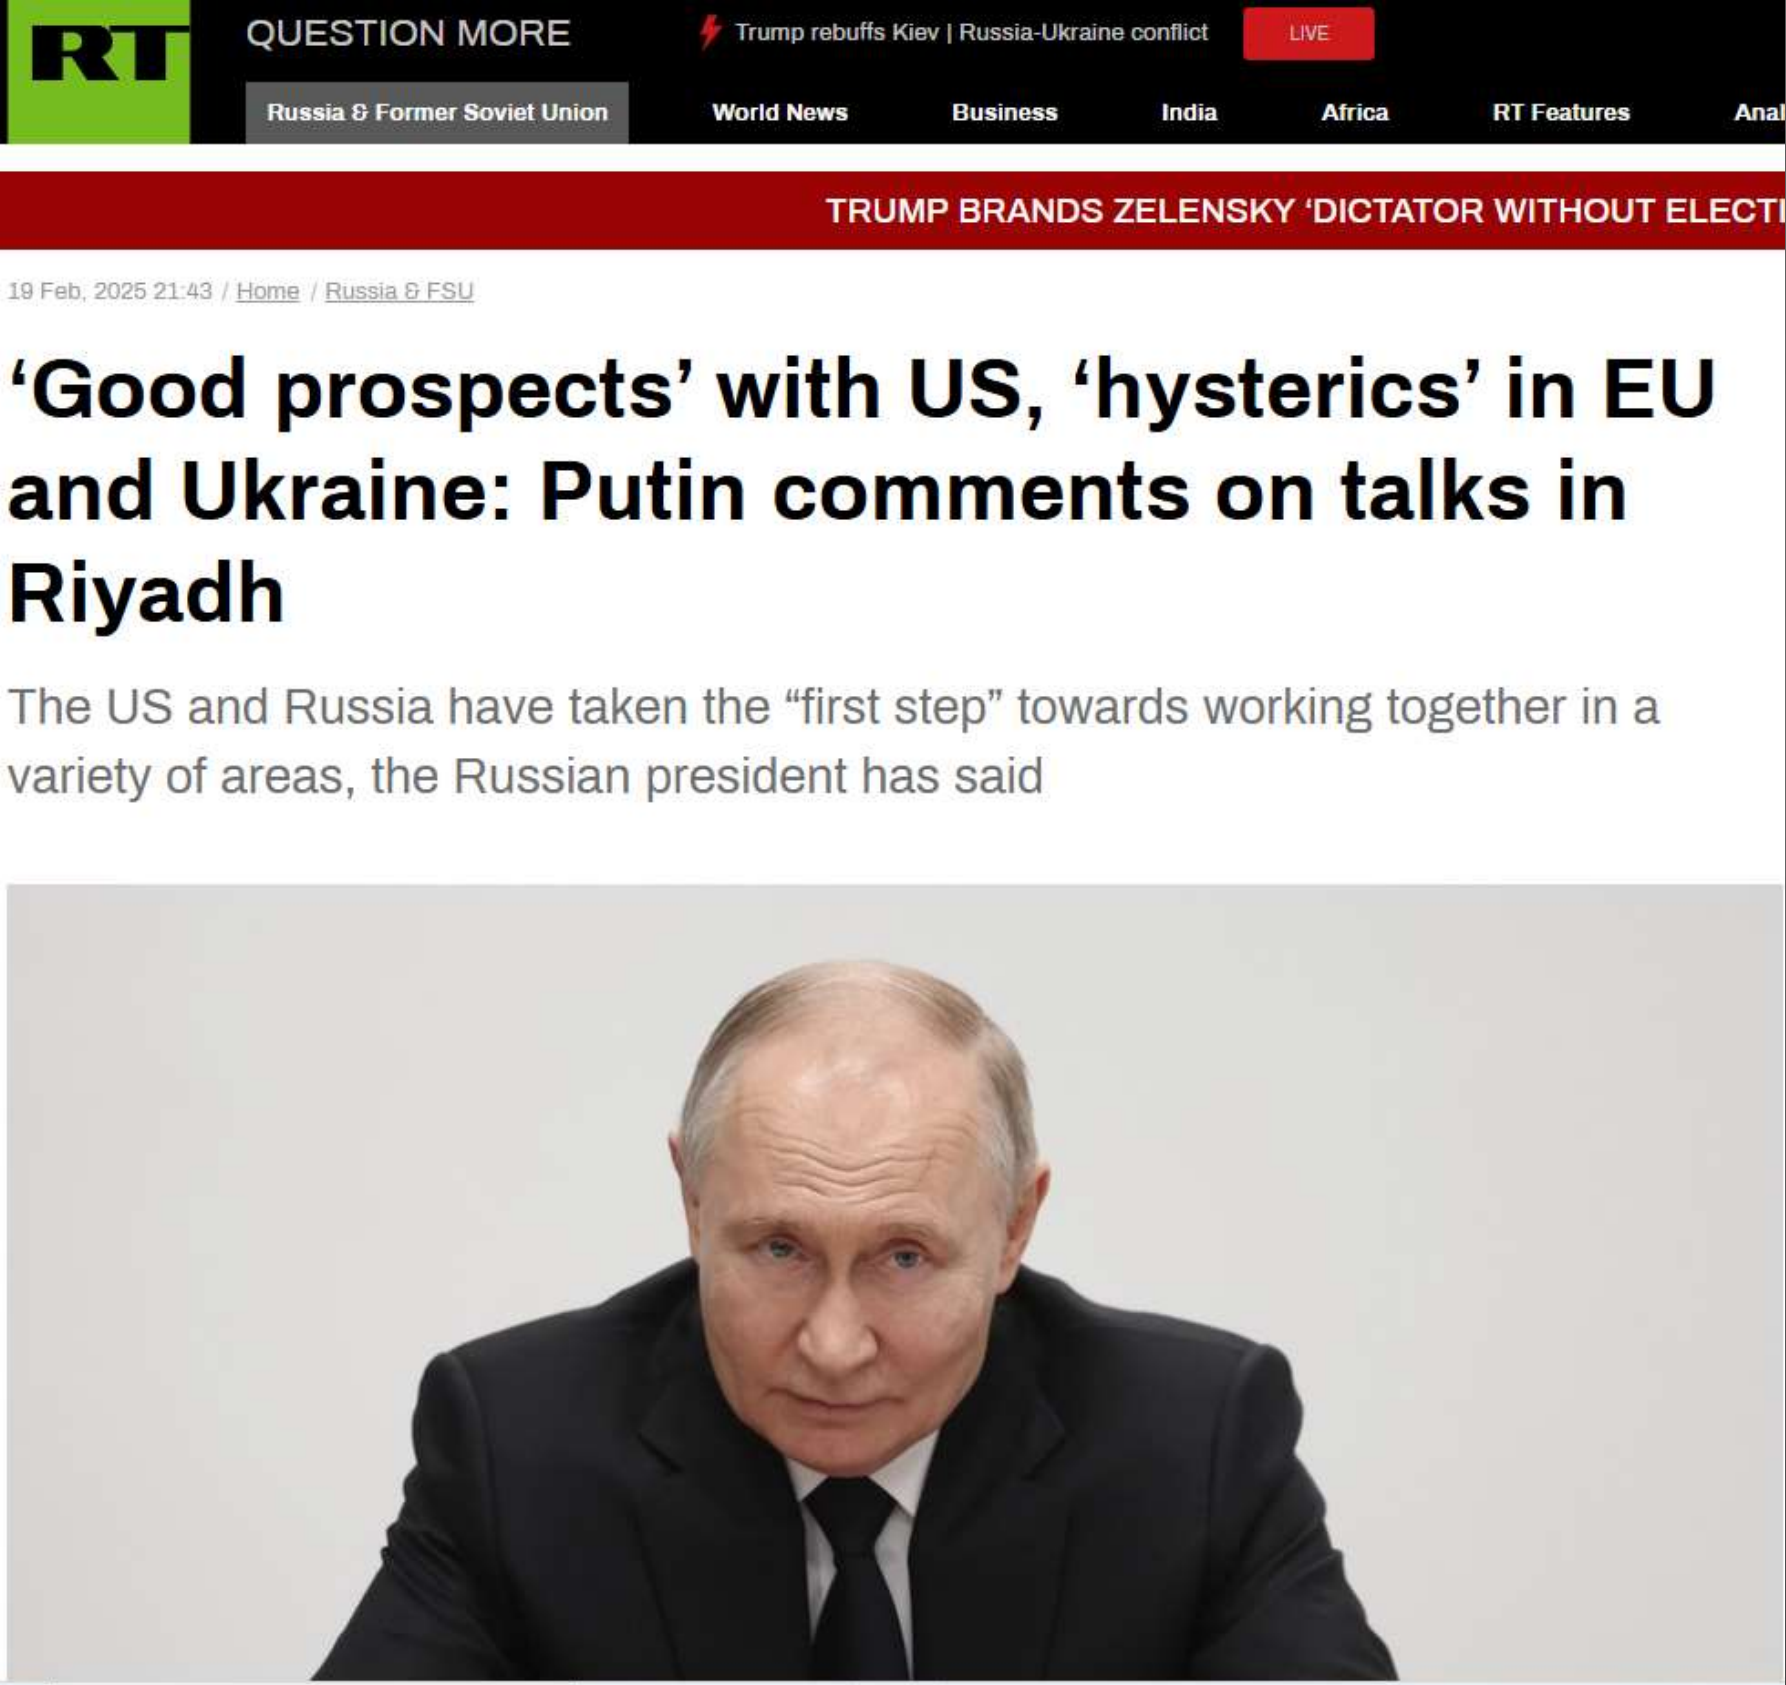 RT
QUESTION MORE
Trump rebuffs Kiev | Russia-Ukraine conflict
LIVE
Russia & Former Soviet Union
World News
Business
India
Africa
RT Features
Anal
TRUMP BRANDS ZELENSKY ‘DICTATOR WITHOUT ELECTI
19 Feb, 2025 21:43 / Home / Russia & FSU
‘Good prospects’ with US, ‘hysterics’ in EU
and Ukraine: Putin comments on talks in
Riyadh
The US and Russia have taken the “first step” towards working together in a
variety of areas, the Russian president has said